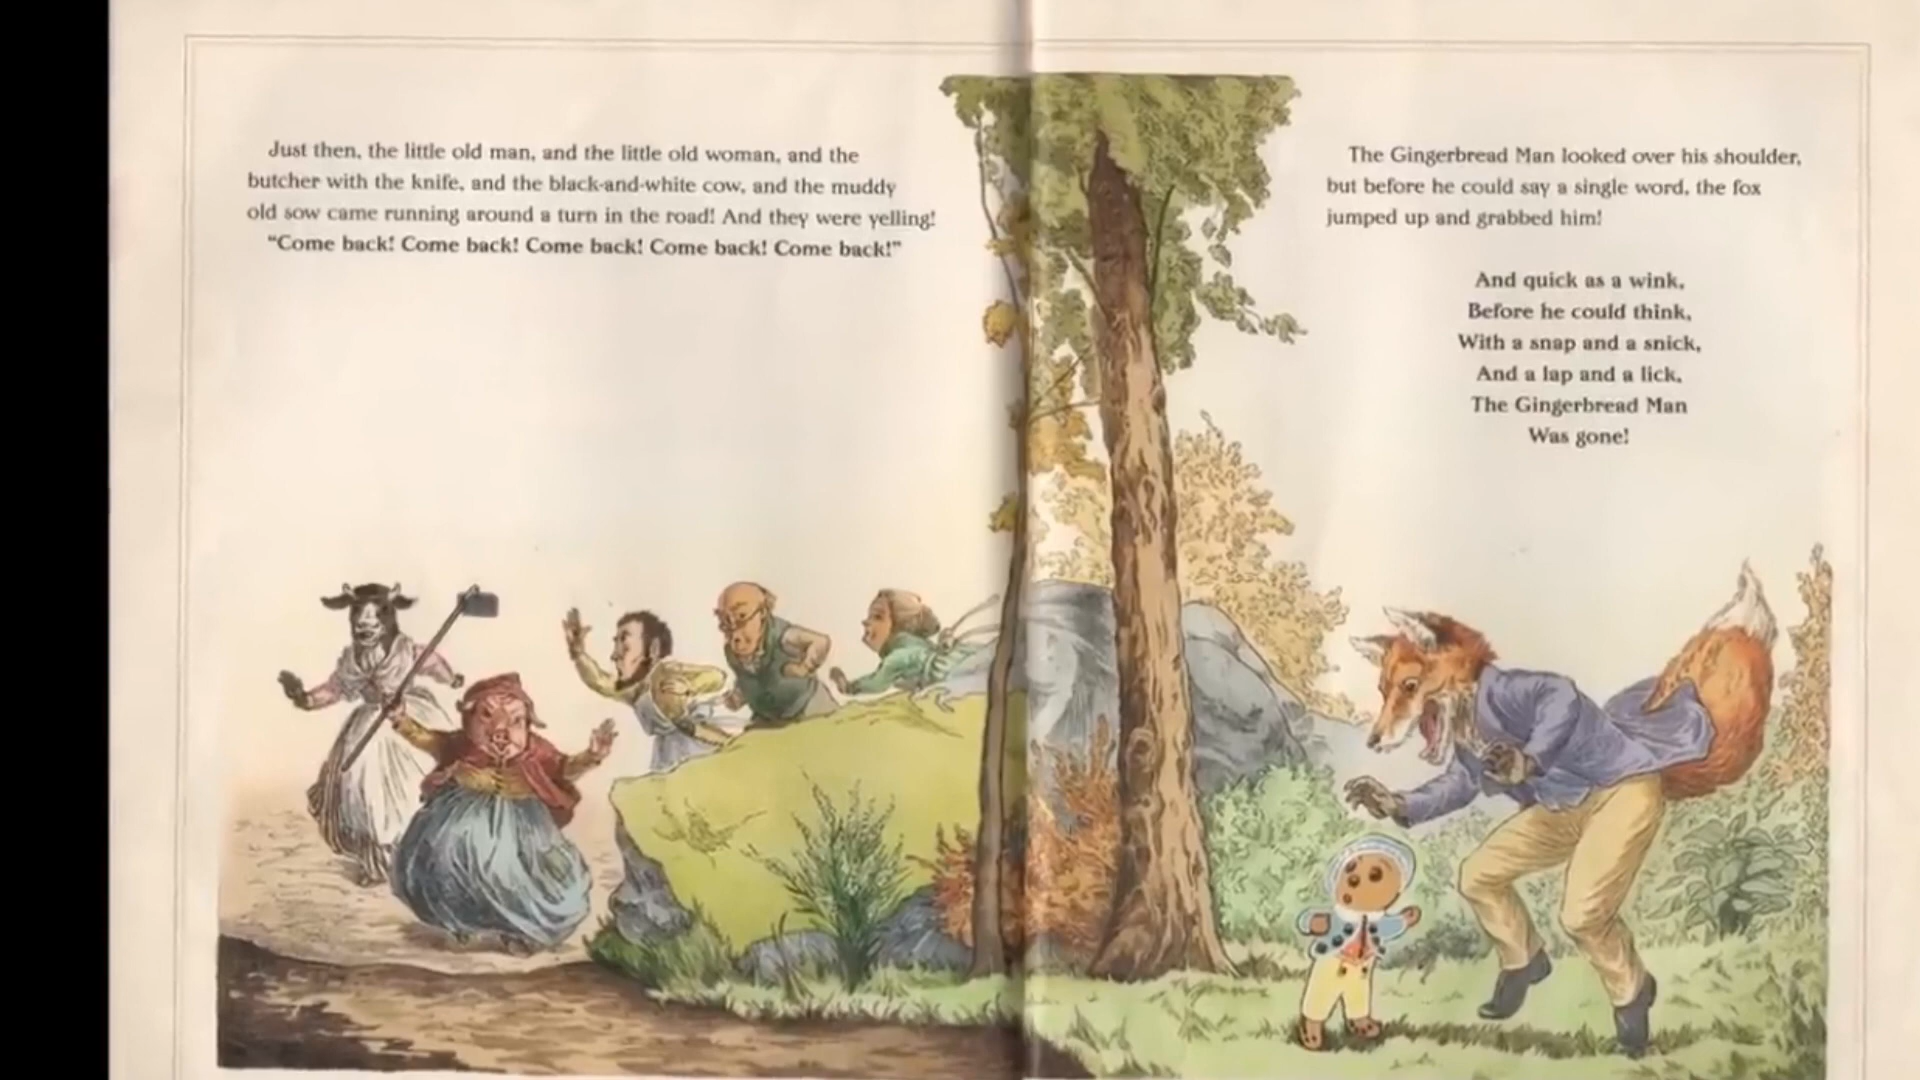 Just then, the little old man, and the little old woman, and the
butcher with the knife, and the black-and-white cow, and the muddy
old sow came running around a turn in the road! And they were yelling!
“Come back! Come back! Come back! Come back! Come back!”
The Gingerbread Man looked over his shoulder,
but before he could say a single word, the fox
jumped up and grabbed him!
And quick as a wink,
Before he could think,
With a snap and a snick,
And a lap and a lick,
The Gingerbread Man
Was gone!